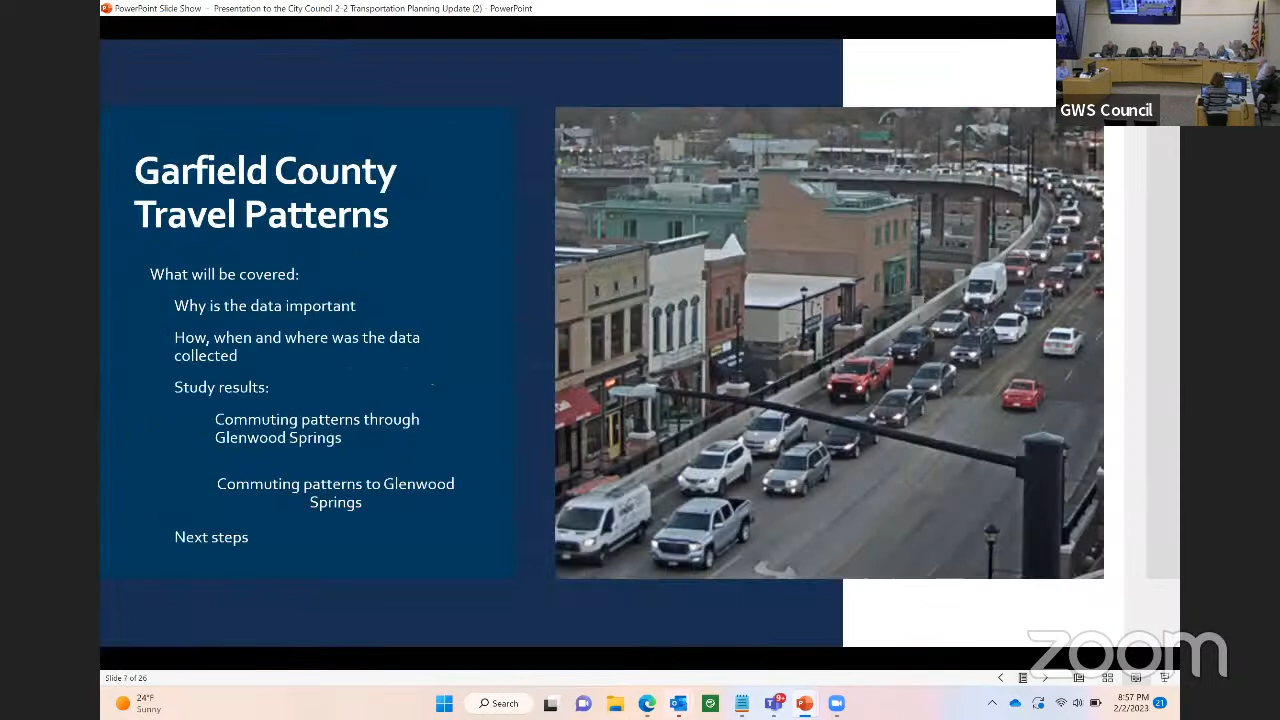 PowerPoint Slide Show - Presentation to the City Council 2-2 Transportation Planning Update (2) - PowerPoint
GWS Council
Garfield County
Travel Patterns
What will be covered:
Why is the data important
How, when and where was the data
collected
Study results:
Commuting patterns through
Glenwood Springs
Commuting patterns to Glenwood
Springs
Next steps
zoom
Slide 7 of 26
24°F
Sunny
Search
9+
8:57 PM
2/2/2023
21